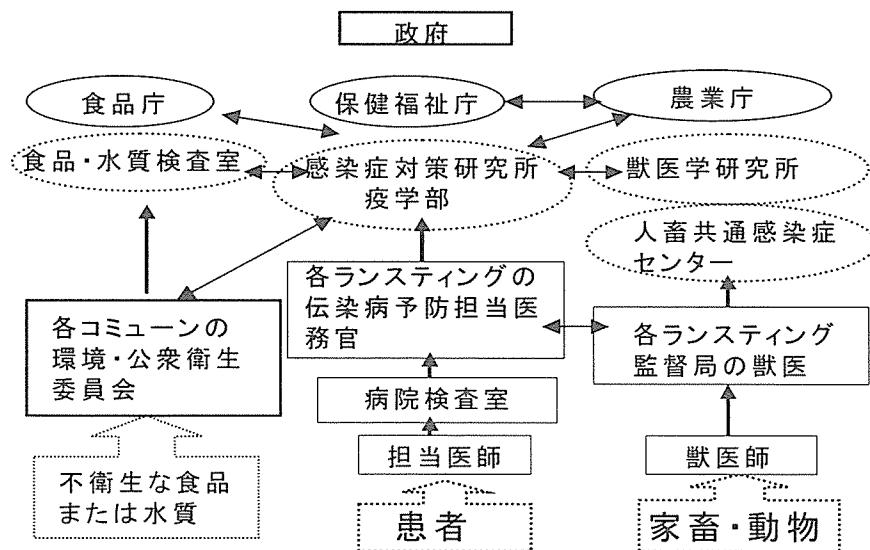 政府
食品庁
保健福祉庁
農業庁
食品・水質検査室
感染症対策研究所
疫学部
獣医学研究所
人畜共通感染症
センター
各コミューンの
環境・公衆衛生
委員会
各ランスティングの
伝染病予防担当医
務官
各ランスティング
監督局の獣医
病院検査室
担当医師
獣医師
不衛生な食品
または水質
患者
家畜・動物